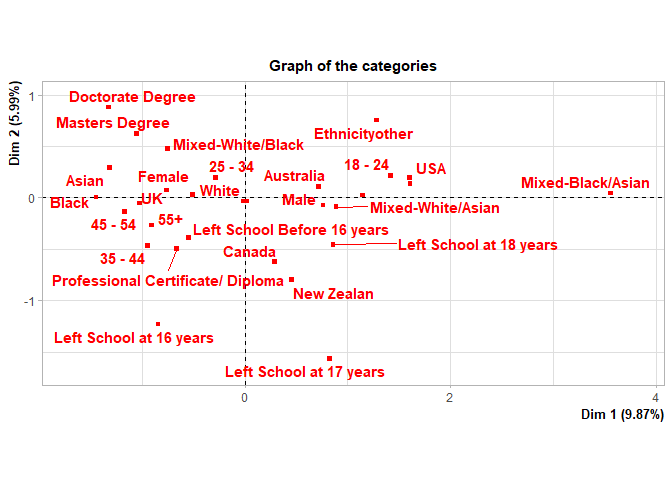 Graph of the categories
Dim 2 (5.99%)
1
0
-1
Doctorate Degree
Masters Degree
Ethnicityother
Mixed-White/Black
25 - 34
18 - 24
USA
Asian
Female
Australia
Mixed-Black/Asian
Black
UK
White
Male
Mixed-White/Asian
45 - 54
55+
Left School Before 16 years
35 - 44
Canada
Left School at 18 years
Professional Certificate/ Diploma
New Zealan
Left School at 16 years
Left School at 17 years
0
2
4
Dim 1 (9.87%)